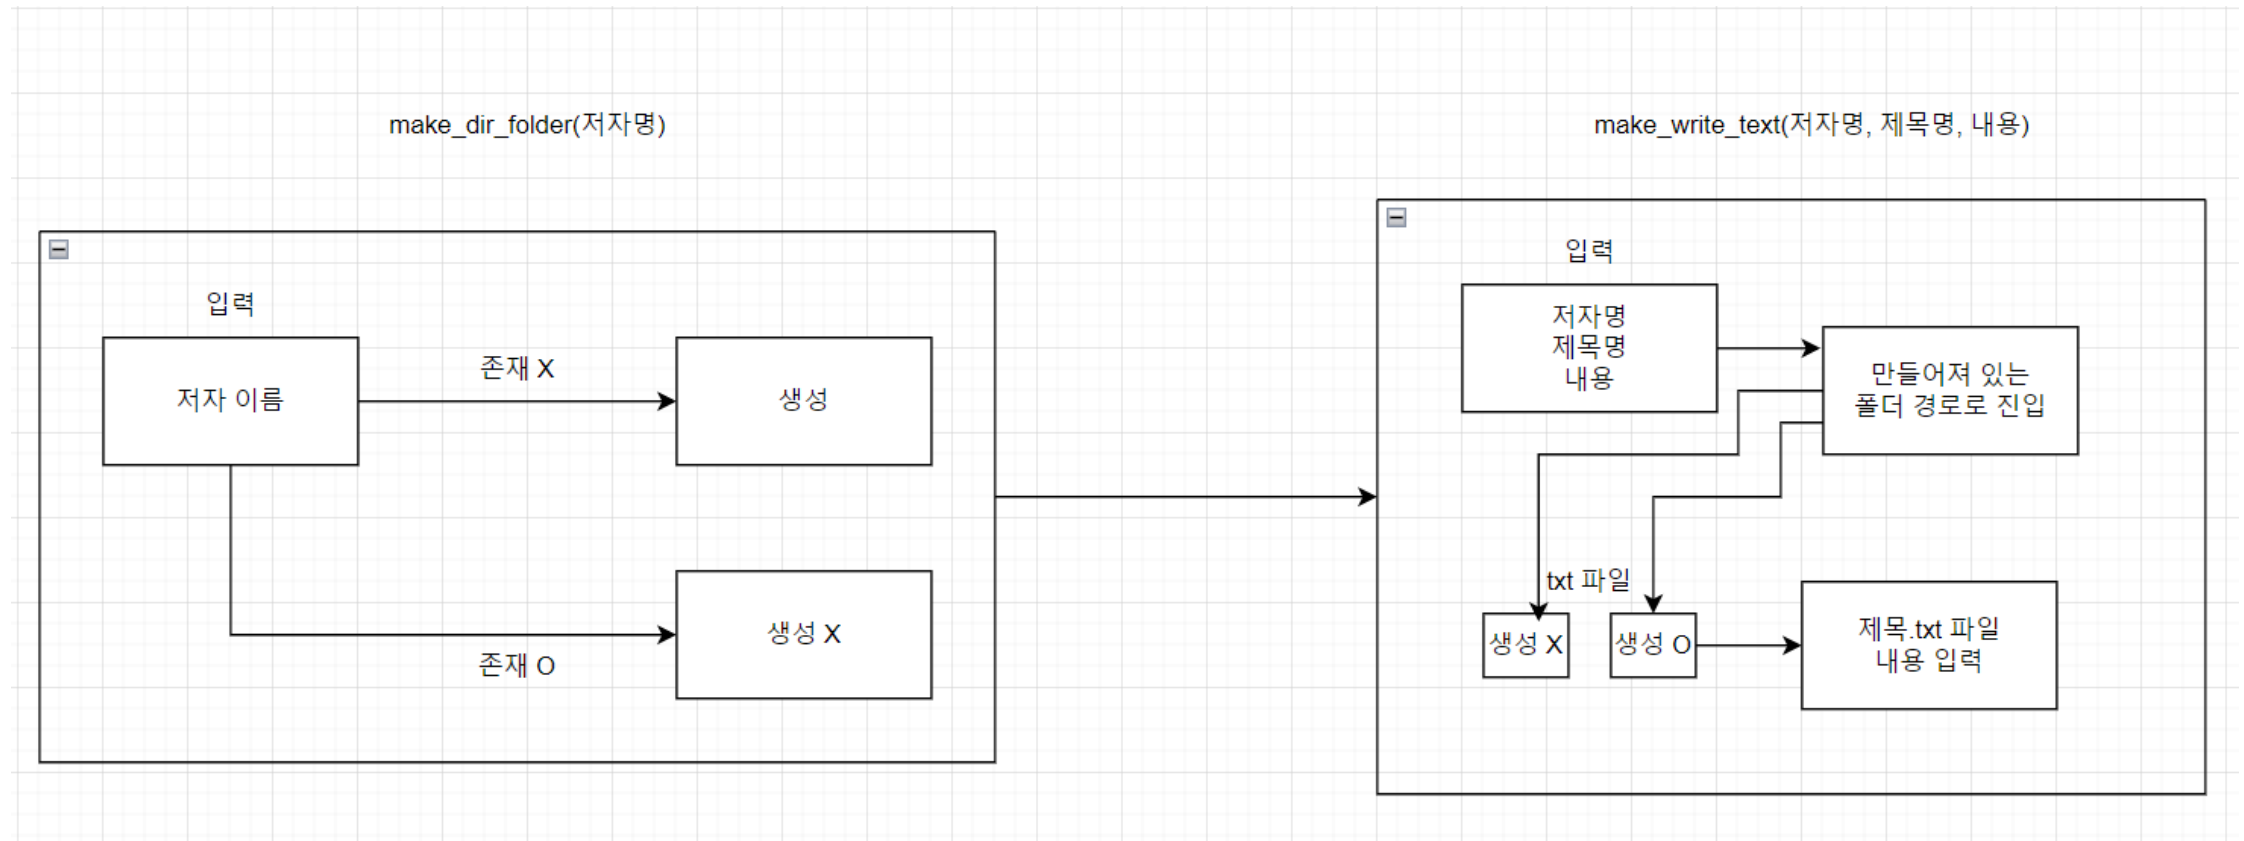 make_dir_folder(저자명)
입력
저자 이름
존재 X
생성
존재 O
생성 X
make_write_text(저자명, 제목명, 내용)
입력
저자명
제목명
내용
만들어져 있는
폴더 경로로 진입
txt 파일
생성 X
생성 O
제목.txt 파일
내용 입력